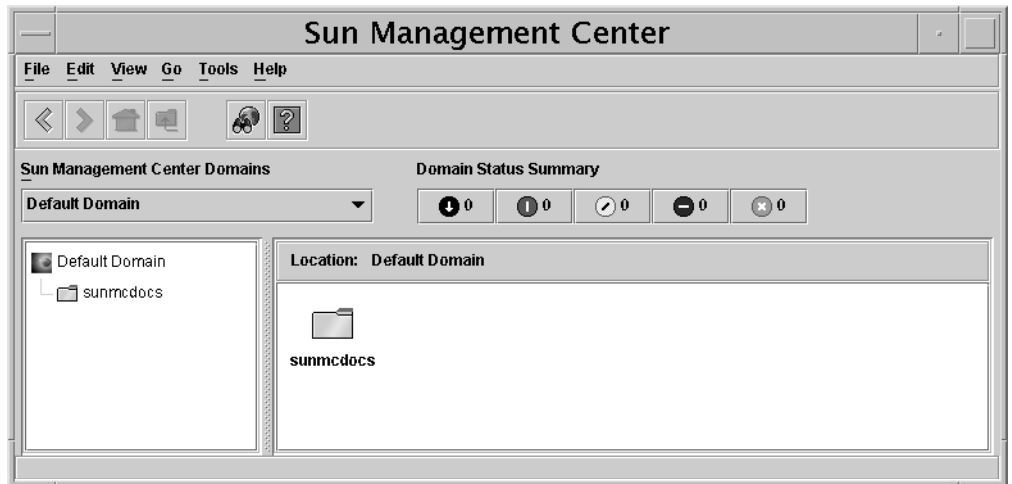 Sun Management Center
File Edit View Go Tools Help
?
Sun Management Center Domains
Domain Status Summary
Default Domain
0 0 0 0 0
Default Domain
sunmcdocs
Location: Default Domain
sunmcdocs